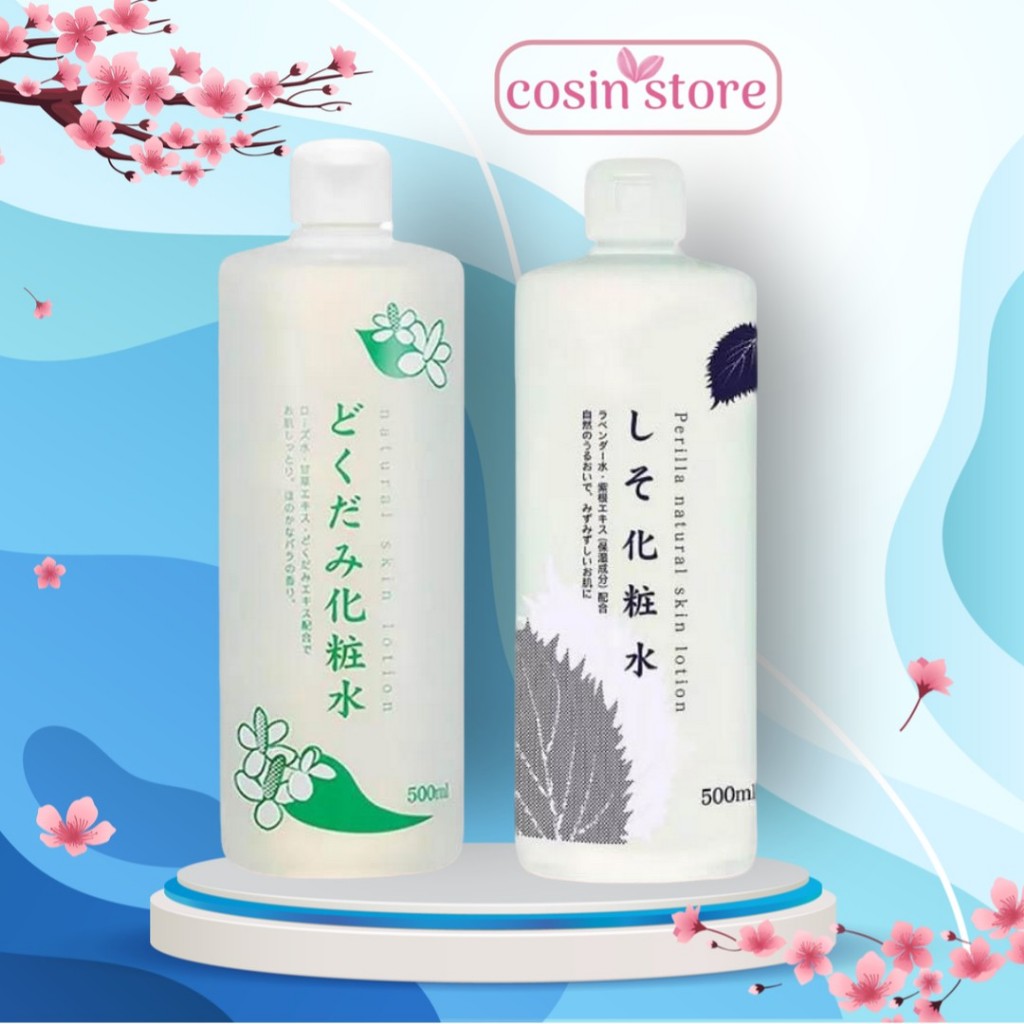 cosin store
どくだみ化粧水
natural skin lotion
ローズ水・甘草エキス・どくだみエキス配合で
お肌しっとり。ほのかなバラの香り。
500ml
Perilla natural skin lotion
しそ化粧水
ラベンダー水・紫根エキス(保湿成分)配合
自然のうるおいで、みずみずしいお肌に
500ml